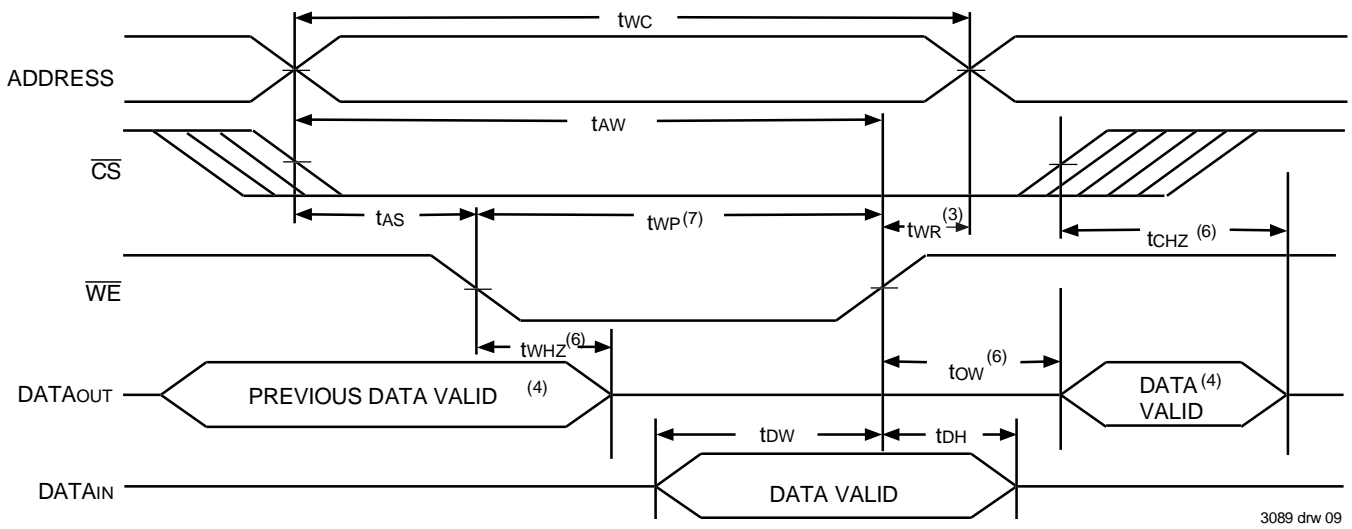 tWC
ADDRESS
tAW
CS
tAS
tWP(7)
tWR(3)
tCHZ (6)
WE
tWHZ(6)
tOW(6)
DATAOUT
PREVIOUS DATA VALID (4)
DATA(4)
VALID
tDW
tDH
DATAIN
DATA VALID
3089 drw 09